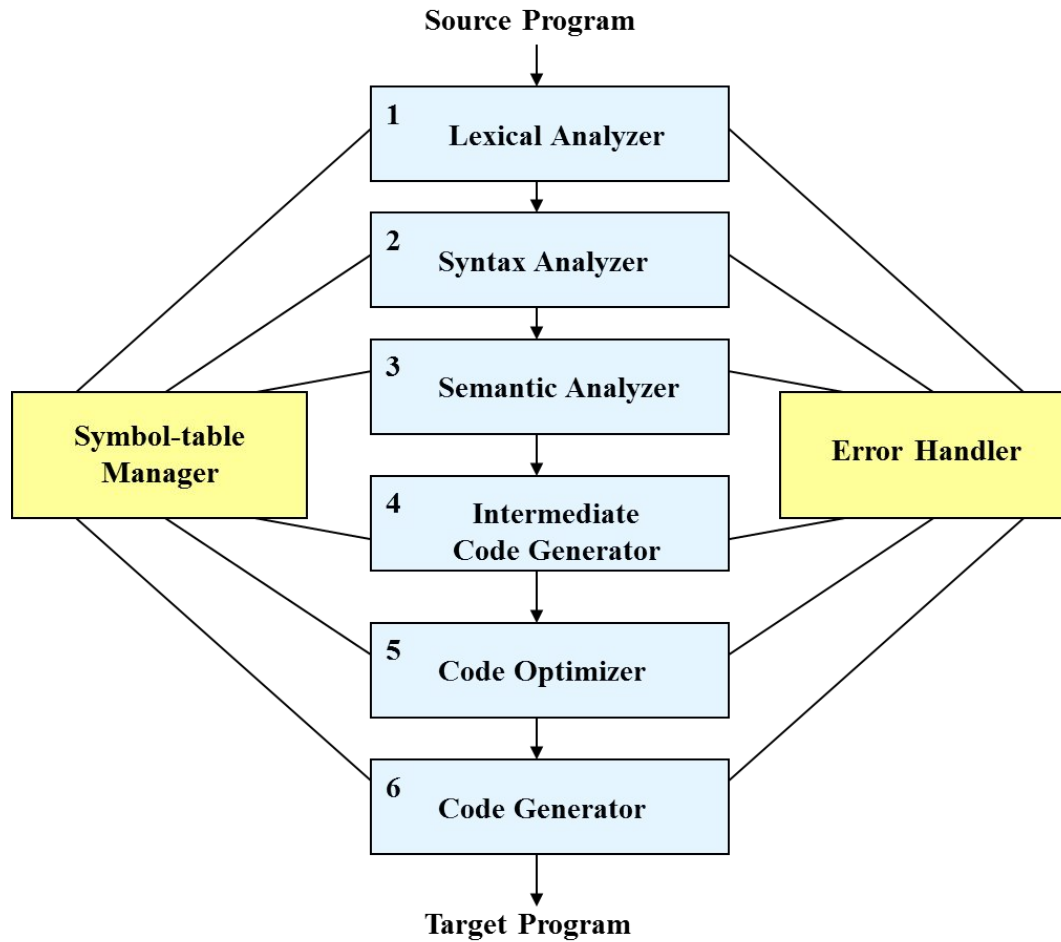 Source Program
1
Lexical Analyzer
2
Syntax Analyzer
3
Semantic Analyzer
Symbol-table
Manager
Error Handler
4
Intermediate
Code Generator
5
Code Optimizer
6
Code Generator
Target Program